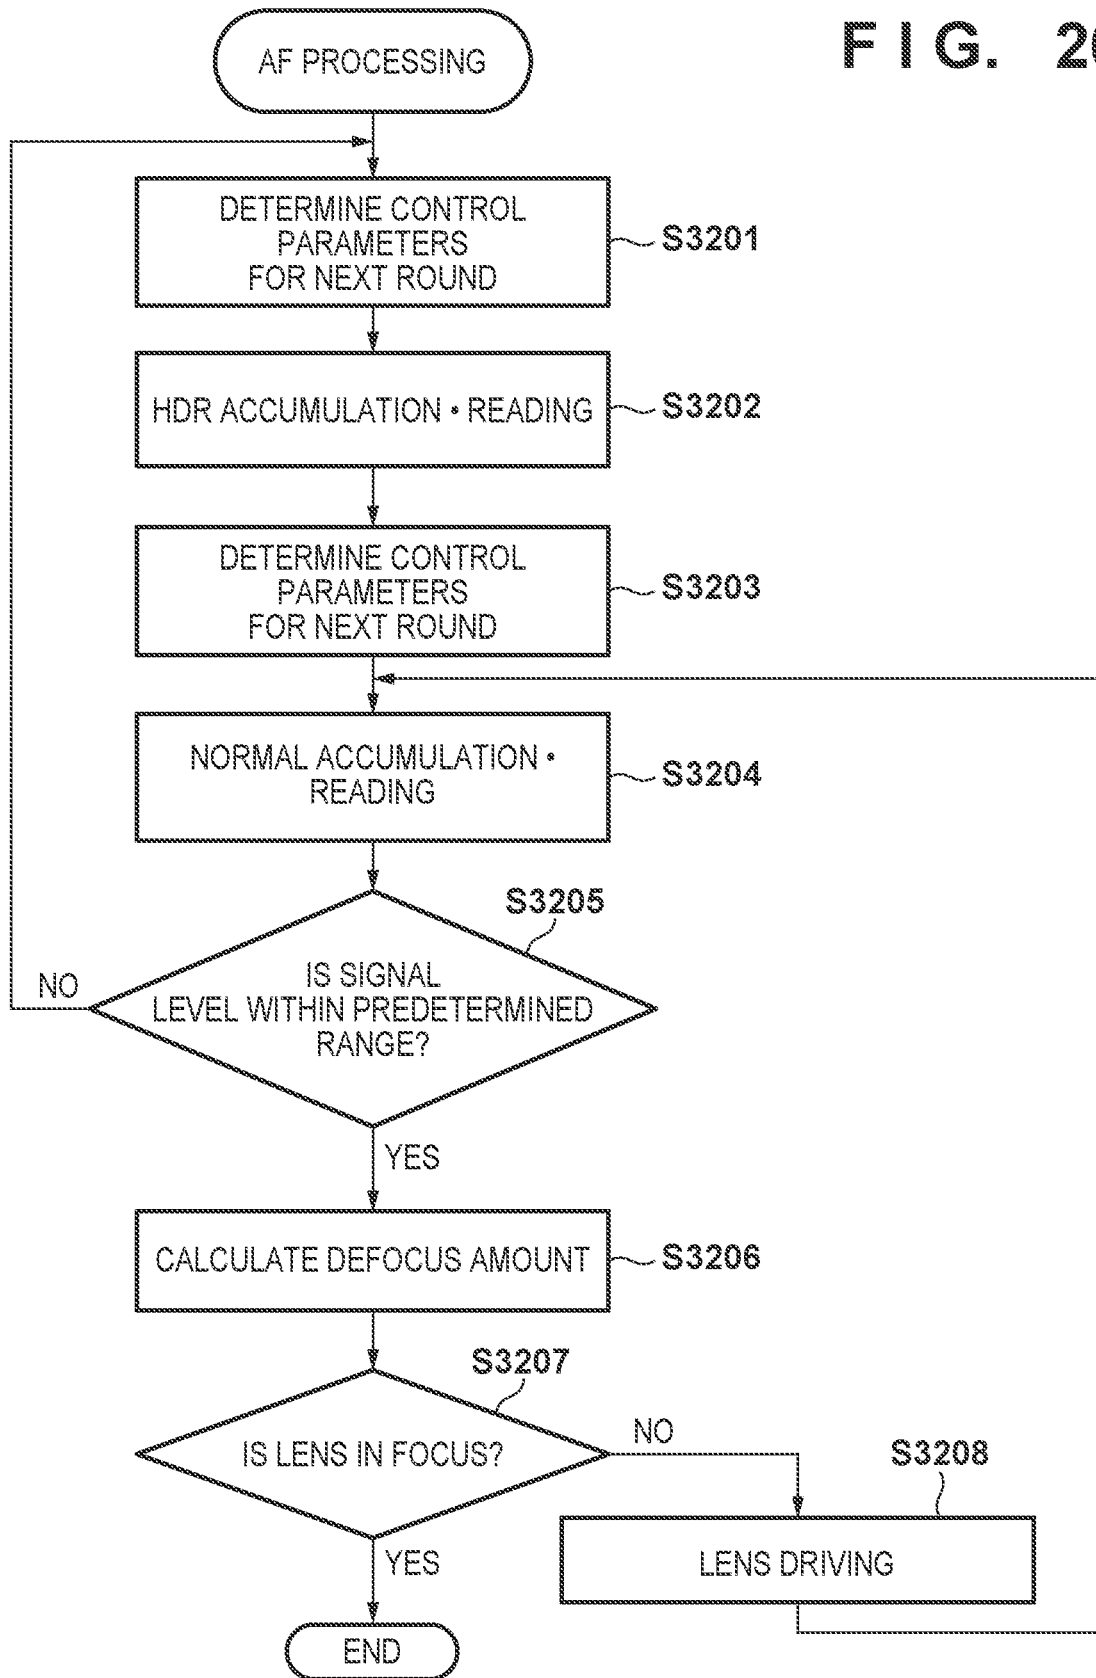 FIG. 20
AF PROCESSING
DETERMINE CONTROL
PARAMETERS
FOR NEXT ROUND
S3201
HDR ACCUMULATION • READING
S3202
DETERMINE CONTROL
PARAMETERS
FOR NEXT ROUND
S3203
NORMAL ACCUMULATION •
READING
S3204
S3205
IS SIGNAL
LEVEL WITHIN PREDETERMINED
RANGE?
NO
YES
CALCULATE DEFOCUS AMOUNT
S3206
S3207
IS LENS IN FOCUS?
NO
S3208
LENS DRIVING
YES
END